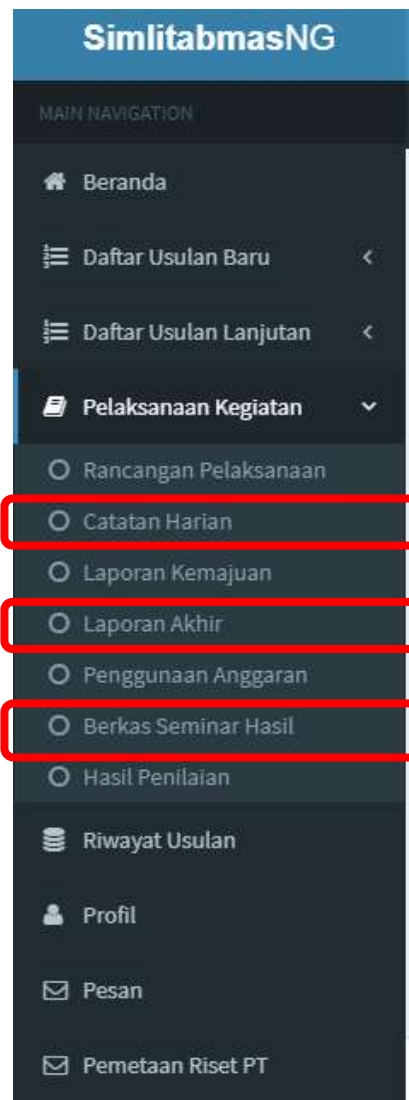 SimlitabmasNG
MAIN NAVIGATION
Beranda
Daftar Usulan Baru
Daftar Usulan Lanjutan
Pelaksanaan Kegiatan
Rancangan Pelaksanaan
Catatan Harian
Laporan Kemajuan
Laporan Akhir
Penggunaan Anggaran
Berkas Seminar Hasil
Hasil Penilaian
Riwayat Usulan
Profil
Pesan
Pemetaan Riset PT